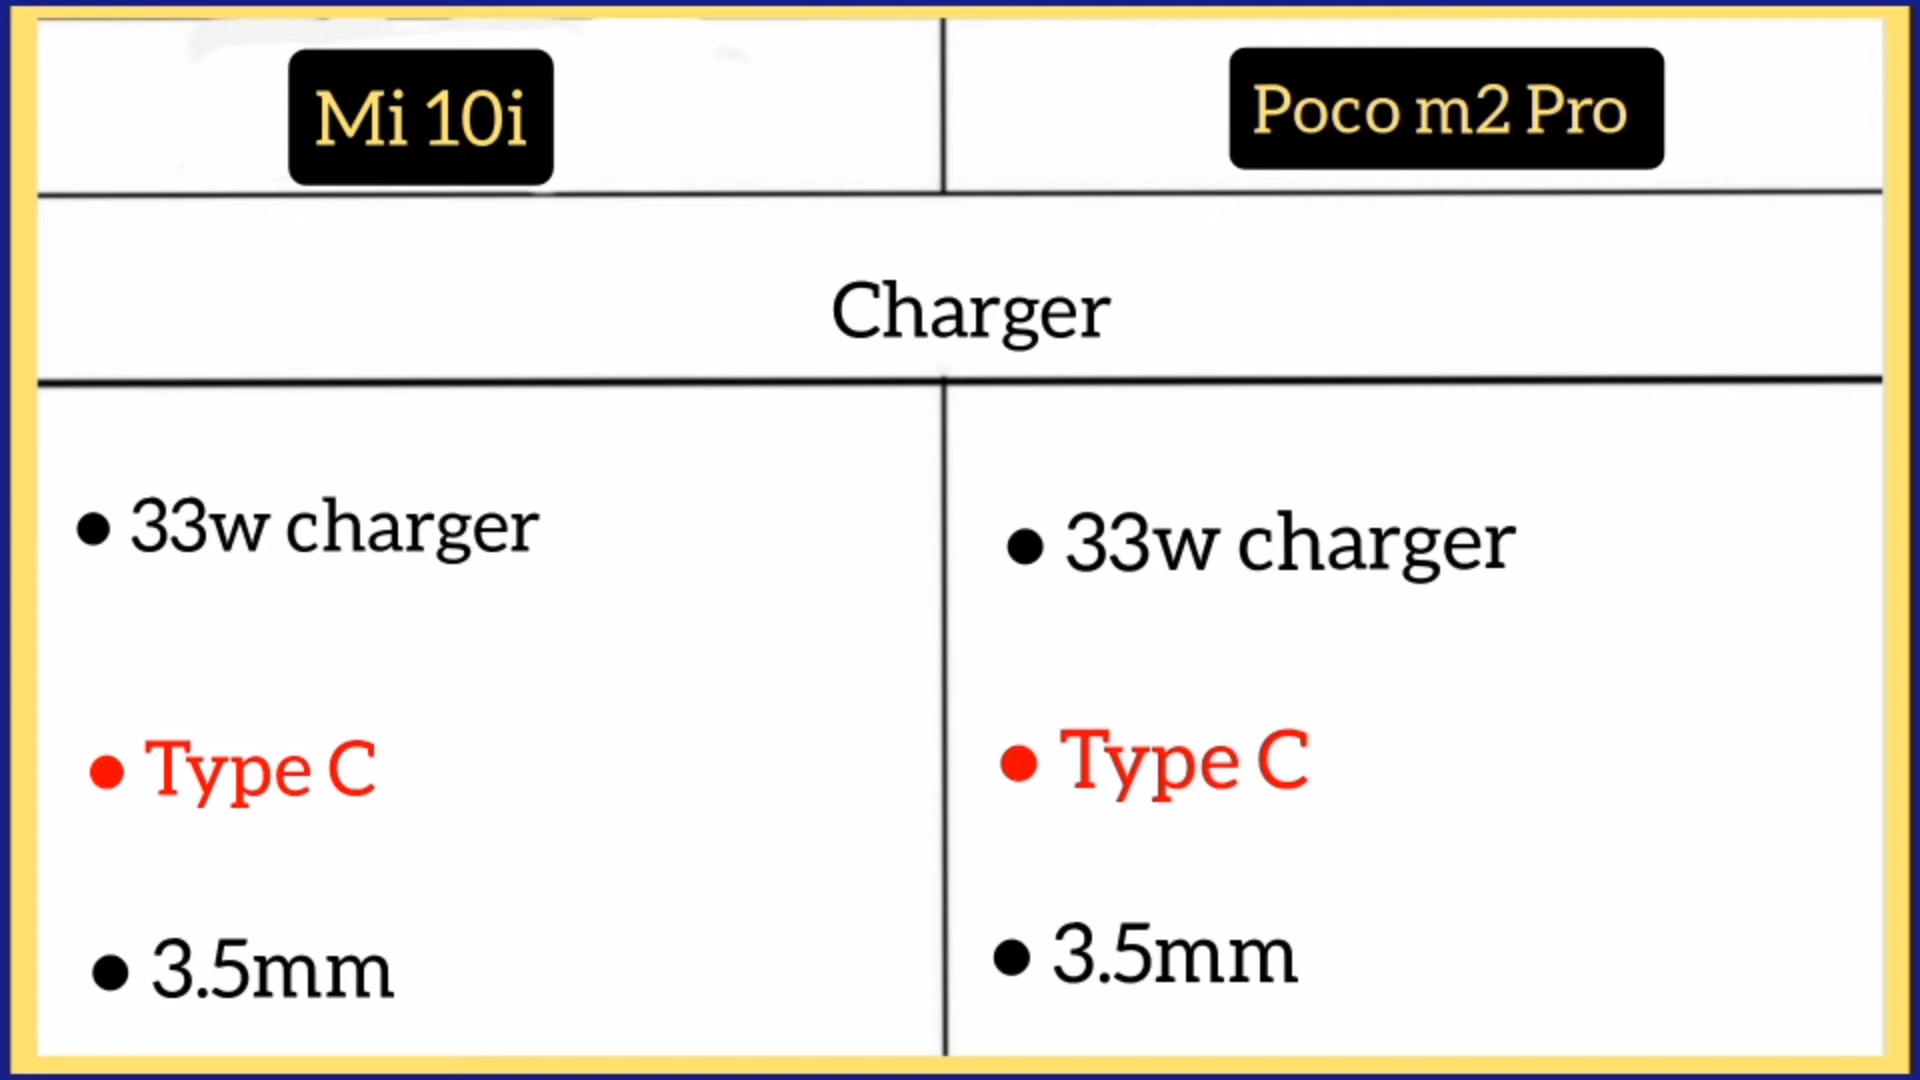 Mi 10i
Poco m2 Pro
Charger
● 33w charger
● 33w charger
● Type C
● Type C
● 3.5mm
● 3.5mm